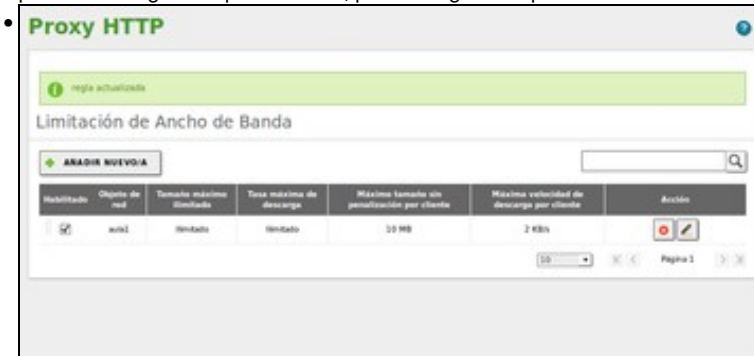 Proxy HTTP
regla actualizada
Limitación de Ancho de Banda
AÑADIR NUEVO/A
Habilitado Objeto de red Tamaño máximo ilimitado Tasa máxima de descarga Máximo tamaño sin penalización por cliente Máxima velocidad de descarga por cliente Acción
aula1 Ilimitado Ilimitado 10 MB 2 KB/s
10 Página 1